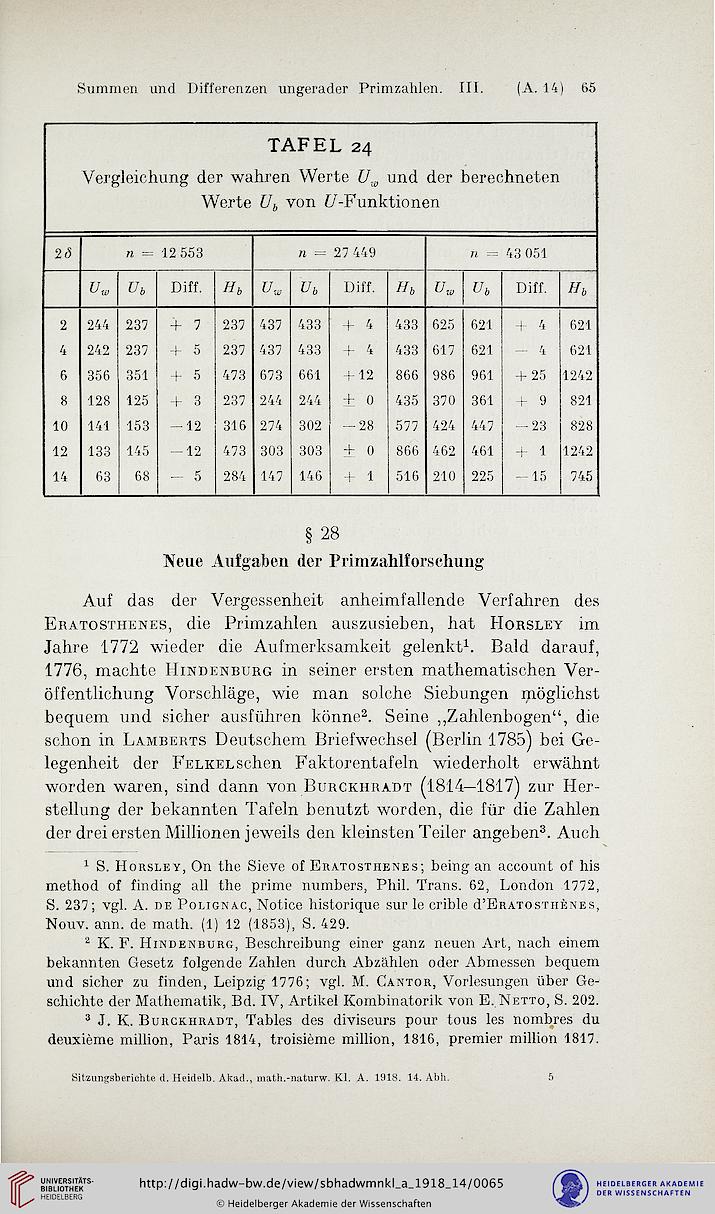 Summen und Differenzen ungerader Primzahlen. III. (A. 14) 65
TAFEL 24
Vergleichung der wahren Werte U_w und der berechneten
Werte U_b von U-Funktionen
2δ n = 12 553 n = 27 449 n = 43 051
U_w U_b Diff. H_b U_w U_b Diff. H_b U_w U_b Diff. H_b
2 244 237 + 7 237 437 433 + 4 433 625 621 + 4 621
4 242 237 + 5 237 437 433 + 4 433 617 621 — 4 621
6 356 351 + 5 473 673 661 +12 866 986 961 +25 1242
8 128 125 + 3 237 244 244 ± 0 435 370 361 + 9 821
10 141 153 —12 316 274 302 —28 577 424 447 —23 828
12 133 145 —12 473 303 303 ± 0 866 462 461 + 1 1242
14 63 68 — 5 284 147 146 + 1 516 210 225 —15 745
§ 28
Neue Aufgaben der Primzahlforschung
Auf das der Vergessenheit anheimfallende Verfahren des
ERATOSTHENES, die Primzahlen auszusieben, hat HORSLEY im
Jahre 1772 wieder die Aufmerksamkeit gelenkt¹. Bald darauf,
1776, machte HINDENBURG in seiner ersten mathematischen Ver-
öffentlichung Vorschläge, wie man solche Siebungen möglichst
bequem und sicher ausführen könne². Seine „Zahlenbogen“, die
schon in LAMBERTS Deutschem Briefwechsel (Berlin 1785) bei Ge-
legenheit der FELKELschen Faktorentafeln wiederholt erwähnt
worden waren, sind dann von BURCKHRADT (1814—1817) zur Her-
stellung der bekannten Tafeln benutzt worden, die für die Zahlen
der drei ersten Millionen jeweils den kleinsten Teiler angeben³. Auch
¹ S. HORSLEY, On the Sieve of ERATOSTHENES; being an account of his
method of finding all the prime numbers, Phil. Trans. 62, London 1772,
S. 237; vgl. A. DE POLIGNAC, Notice historique sur le crible d’ERATOSTHÈNES,
Nouv. ann. de math. (1) 12 (1853), S. 429.
² K. F. HINDENBURG, Beschreibung einer ganz neuen Art, nach einem
bekannten Gesetz folgende Zahlen durch Abzählen oder Abmessen bequem
und sicher zu finden, Leipzig 1776; vgl. M. CANTOR, Vorlesungen über Ge-
schichte der Mathematik, Bd. IV, Artikel Kombinatorik von E. NETTO, S. 202.
³ J. K. BURCKHRADT, Tables des diviseurs pour tous les nombres du
deuxième million, Paris 1814, troisième million, 1816, premier million 1817.
Sitzungsberichte d. Heidelb. Akad., math.-naturw. Kl. A. 1918. 14. Abh. 5
UNIVERSITÄTS-
BIBLIOTHEK
HEIDELBERG
http://digi.hadw-bw.de/view/sbhadwmnkl_a_1918_14/0065
© Heidelberger Akademie der Wissenschaften
HEIDELBERGER AKADEMIE
DER WISSENSCHAFTEN